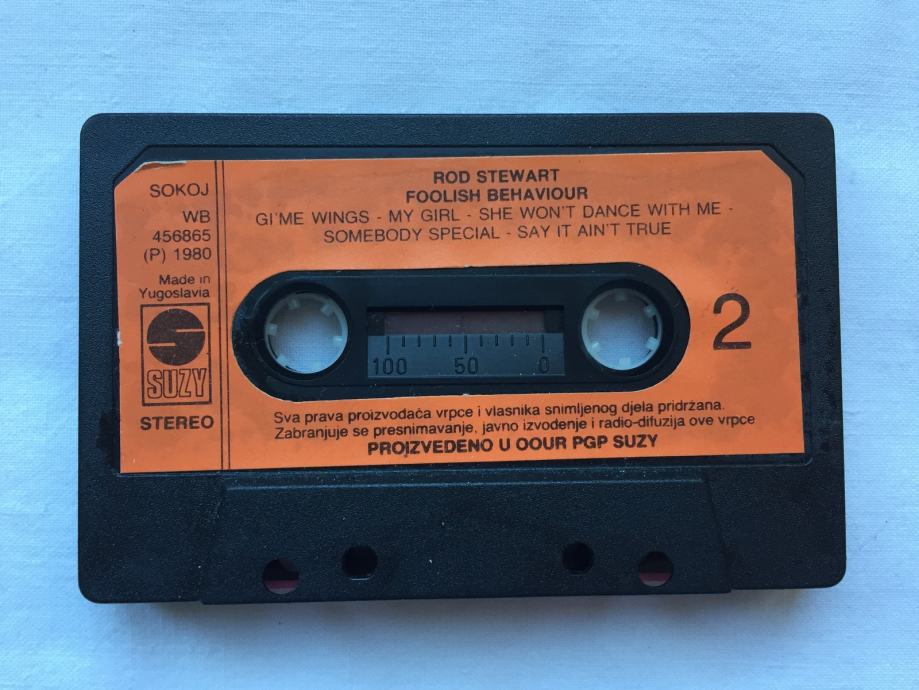 SOKOJ
WB
456865
(P) 1980
Made in
Yugoslavia
SUZY
STEREO
ROD STEWART
FOOLISH BEHAVIOUR
GI'ME WINGS - MY GIRL - SHE WON'T DANCE WITH ME -
SOMEBODY SPECIAL - SAY IT AIN'T TRUE
100 50 0
2
Sva prava proizvođača vrpce i vlasnika snimljenog djela pridržana.
Zabranjuje se presnimavanje, javno izvođenje i radio-difuzija ove vrpce
PROIZVEDENO U OOUR PGP SUZY